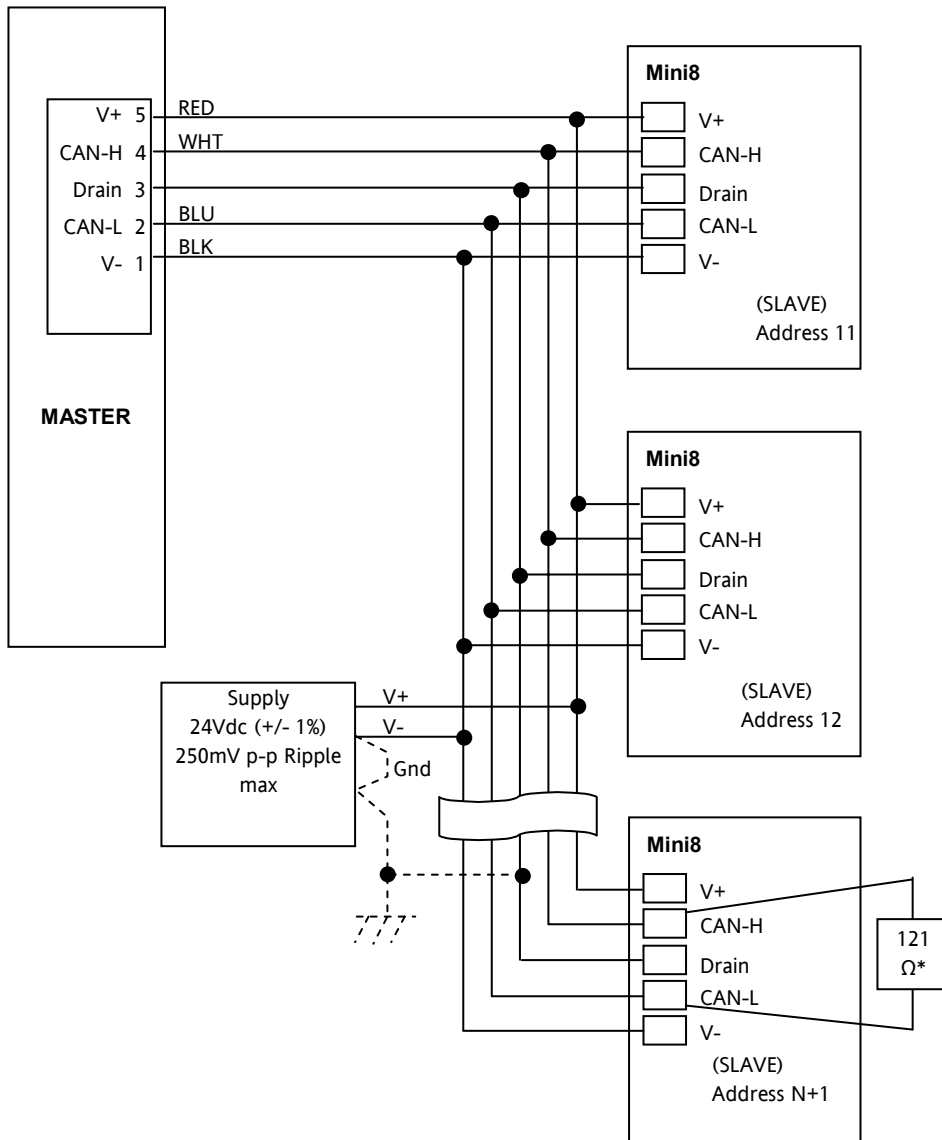 Mini8
V+ 5 RED
V+
CAN-H 4 WHT
CAN-H
Drain 3
Drain
CAN-L 2 BLU
CAN-L
V- 1 BLK
V-
(SLAVE)
Address 11
MASTER
Mini8
V+
CAN-H
Drain
CAN-L
V-
(SLAVE)
Address 12
Supply
24Vdc (+/- 1%)
250mV p-p Ripple
max
V+
V-
Gnd
Mini8
V+
CAN-H
Drain
CAN-L
V-
(SLAVE)
Address N+1
121
Ω*